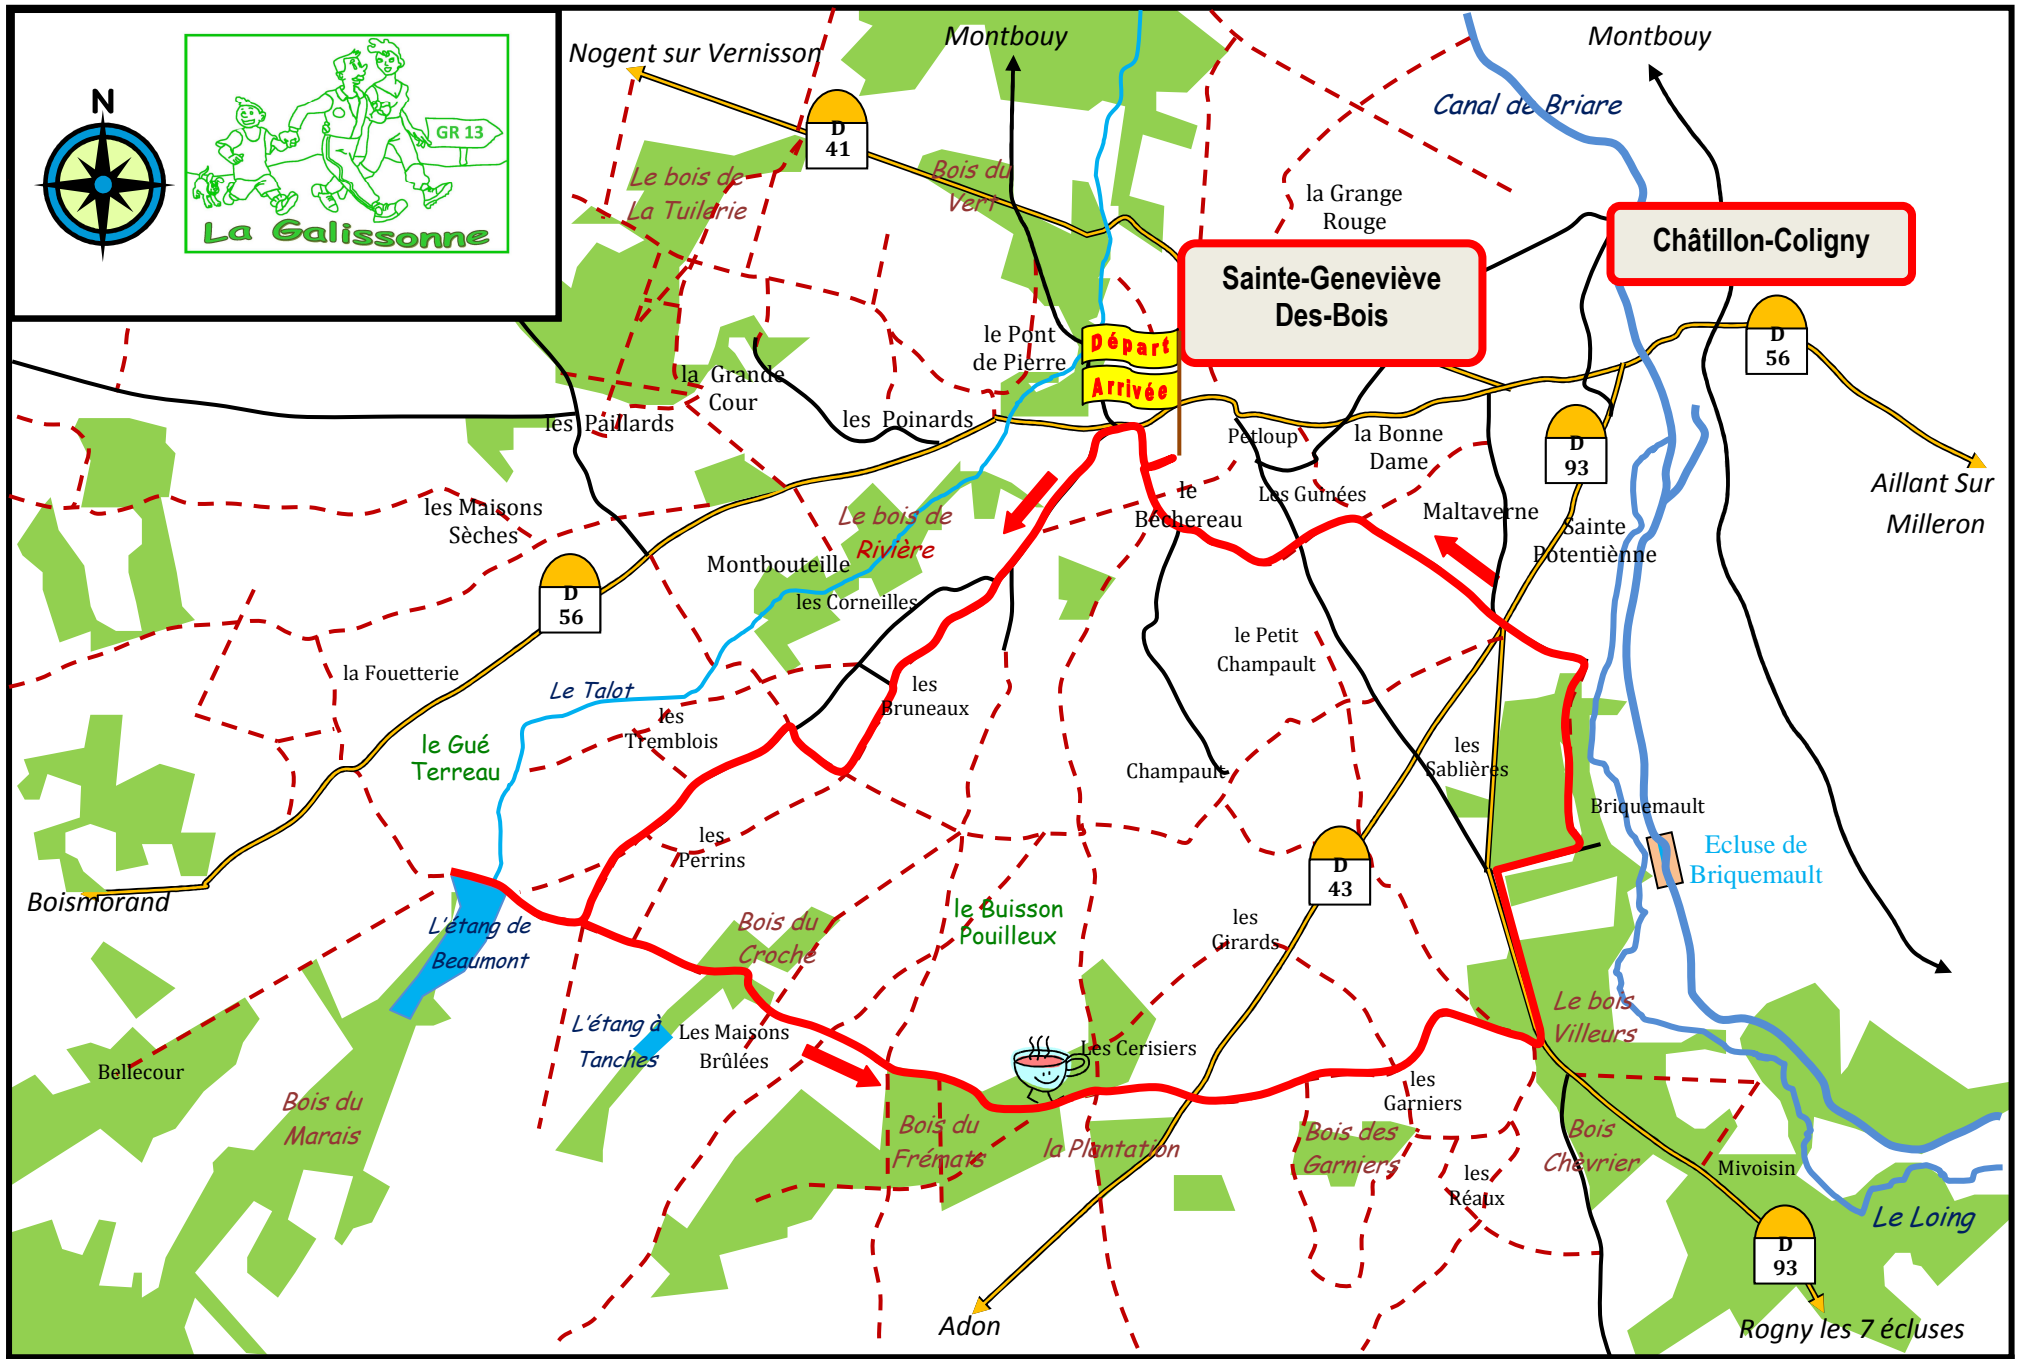 N
GR 13
La Galissonne
Nogent sur Vernisson
Montbouy
Montbouy
Canal de Briare
D
41
Le bois de
La Tuilerie
Bois du
Vert
la Grange
Rouge
Châtillon-Coligny
Sainte-Geneviève
Des-Bois
D
56
Départ
Arrivée
le Pont
de Pierre
la Grande
Cour
les Poinards
les Paillards
Petloup
la Bonne
Dame
D
93
Aillant Sur
Milleron
les Maisons
Sèches
Le bois de
Rivière
le
Béchereau
Les Guinées
Maltaverne
Sainte
Potentiènne
Montbouteille
les Corneilles
D
56
la Fouetterie
Le Talot
les
Bruneaux
le Petit
Champault
les
Tremblois
le Gué
Terreau
Champault
les
Sablières
Briquemault
Ecluse de
Briquemault
les
Perrins
D
43
Boismorand
L'étang de
Beaumont
Bois du
Croche
le Buisson
Pouilleux
les
Girards
Le bois
Villeurs
L'étang à
Tanches
Les Maisons
Brûlées
Les Cerisiers
Bellecour
Bois du
Marais
les
Garniers
Bois du
Frémats
la Plantation
Bois des
Garniers
Bois
Chèvrier
les
Réaux
Mivoisin
Le Loing
D
93
Adon
Rogny les 7 écluses